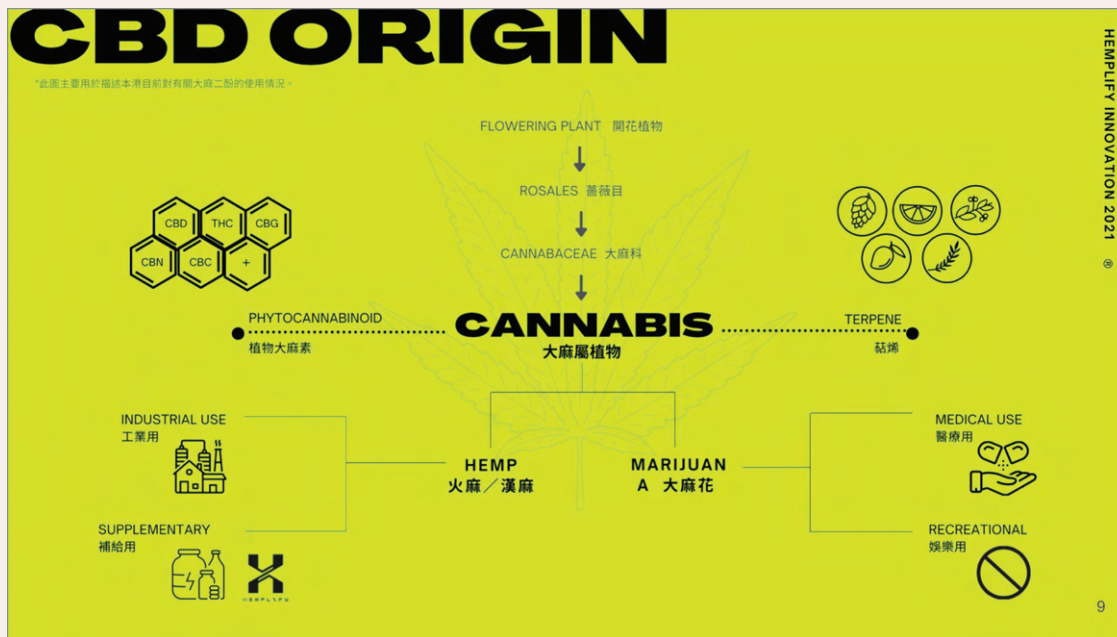 CBD ORIGIN
*此圖主要用於描述本港目前對有關大麻二酚的使用情況。
HEMPLIFY INNOVATION 2021 ®
FLOWERING PLANT 開花植物
ROSALES 薔薇目
CANNABACEAE 大麻科
CBD THC CBG
CBN CBC +
PHYTOCANNABINOID
植物大麻素
CANNABIS
大麻屬植物
TERPENE
萜烯
INDUSTRIAL USE
工業用
HEMP
火麻／漢麻
MARIJUAN
A 大麻花
MEDICAL USE
醫療用
SUPPLEMENTARY
補給用
HEMPLIFY
RECREATIONAL
娛樂用
9